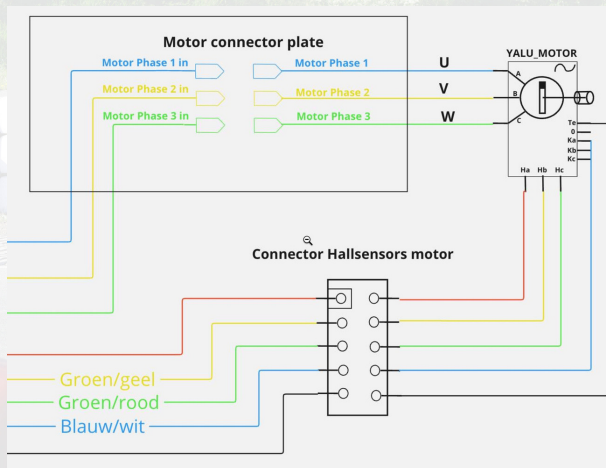 Motor connector plate
YALU_MOTOR
Motor Phase 1 in
Motor Phase 1
U
A
Motor Phase 2 in
Motor Phase 2
V
B
Motor Phase 3 in
Motor Phase 3
W
C
Te
0
Ka
Kb
Kc
Ha Hb Hc
Connector Hallsensors motor
Groen/geel
Groen/rood
Blauw/wit